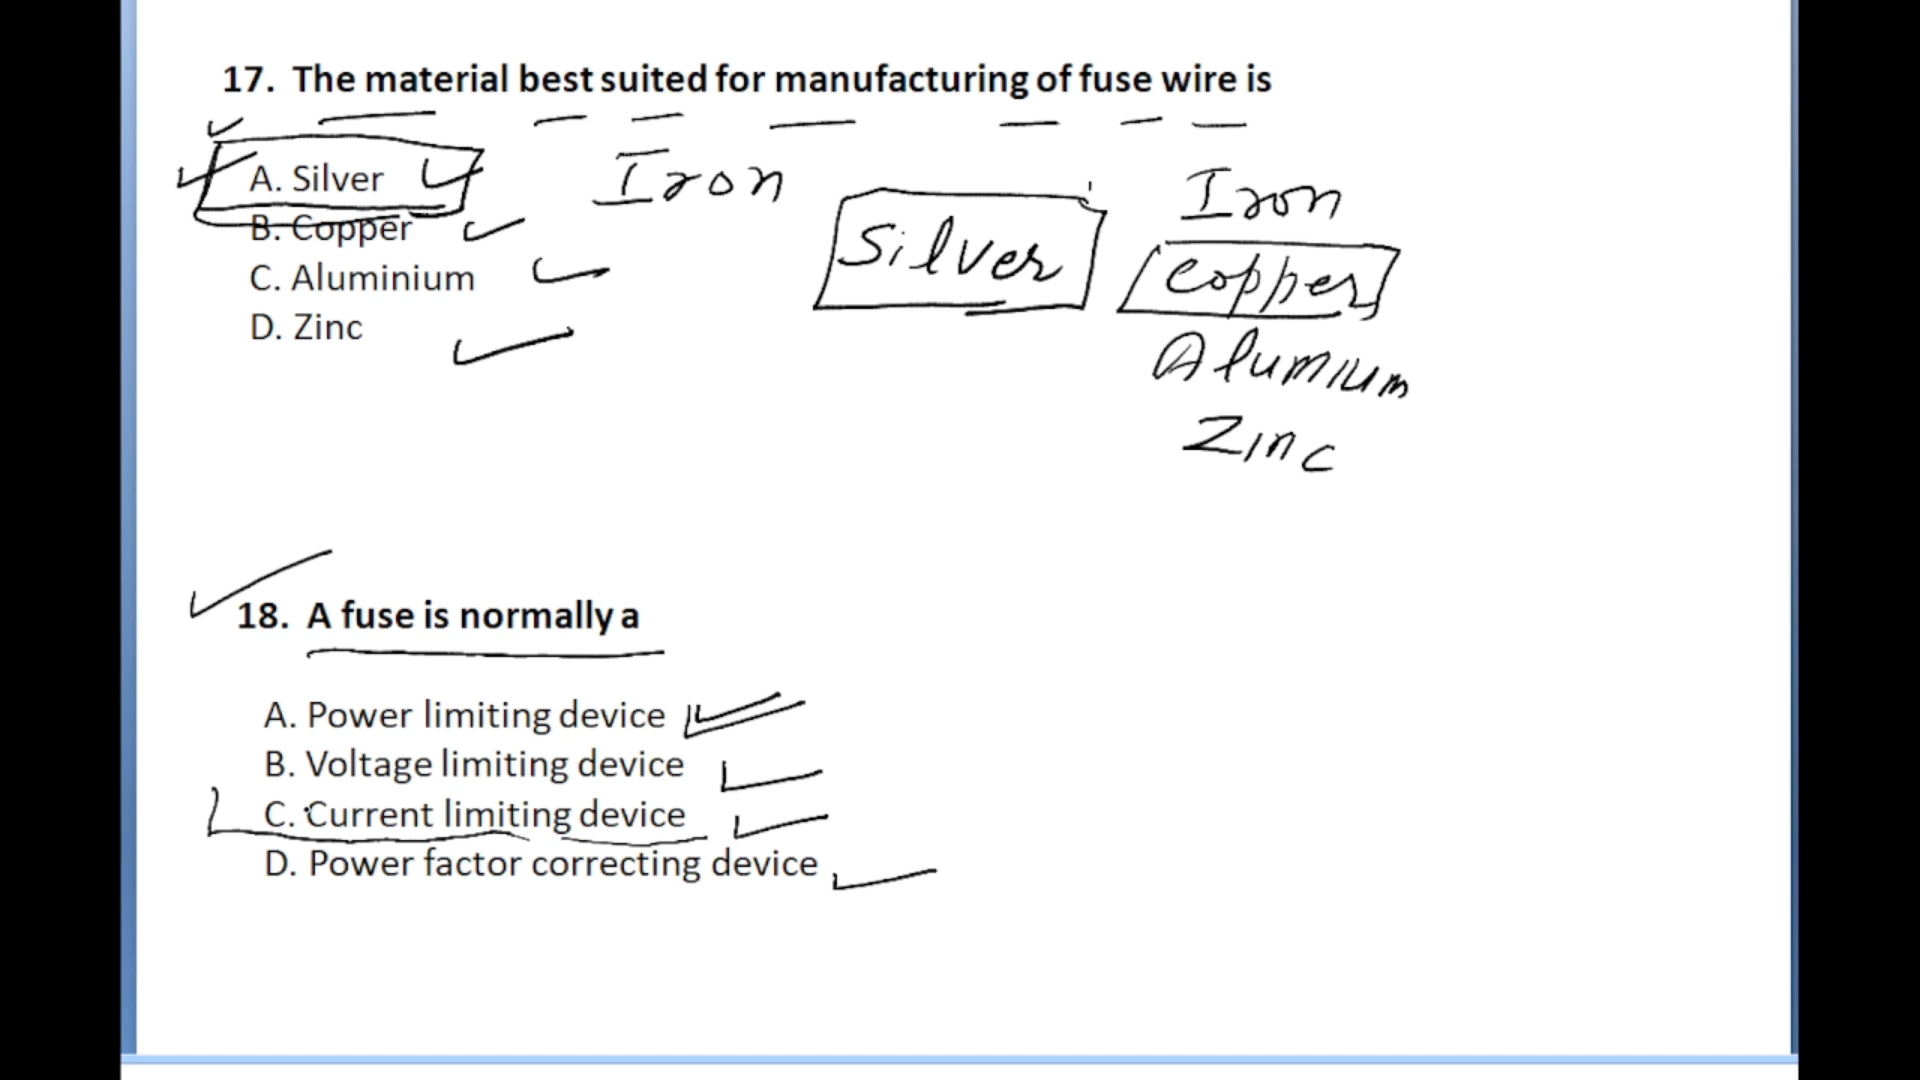 17. The material best suited for manufacturing of fuse wire is
A. Silver
B. Copper
C. Aluminium
D. Zinc
Iron
Silver
Iron
Copper
Alumium
Zinc
18. A fuse is normally a
A. Power limiting device
B. Voltage limiting device
C. Current limiting device
D. Power factor correcting device